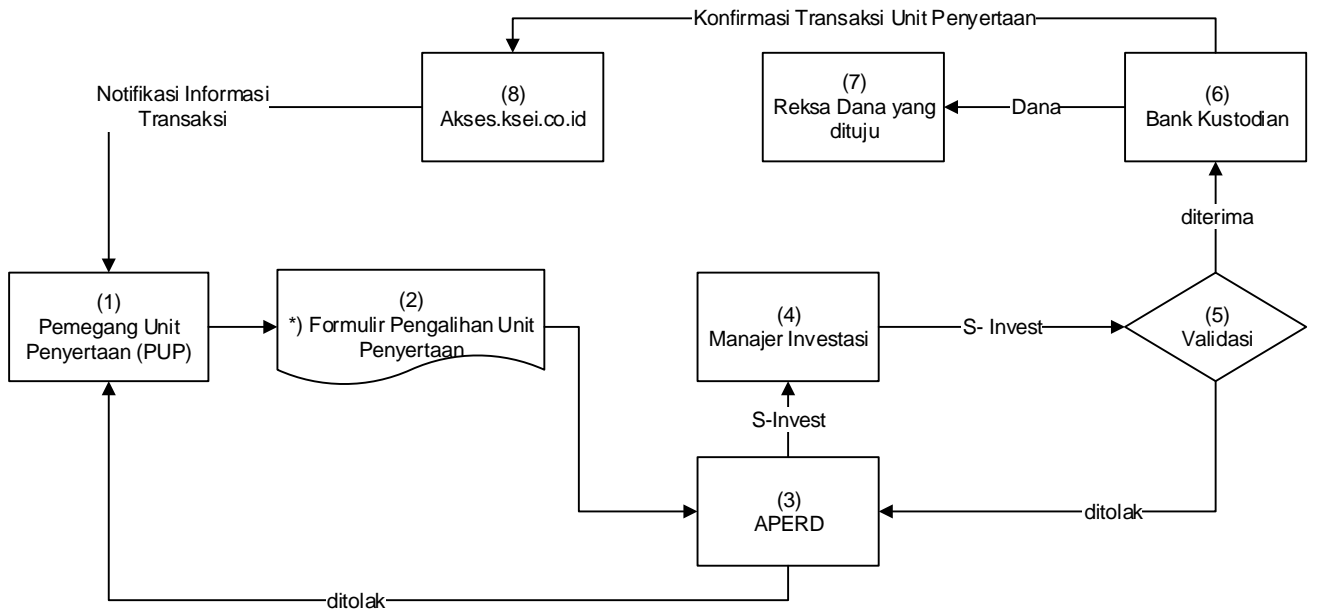 Konfirmasi Transaksi Unit Penyertaan
Notifikasi Informasi
Transaksi
(8)
Akses.ksei.co.id
(7)
Reksa Dana yang
dituju
Dana
(6)
Bank Kustodian
diterima
(1)
Pemegang Unit
Penyertaan (PUP)
(2)
*) Formulir Pengalihan Unit
Penyertaan
(4)
Manajer Investasi
S- Invest
(5)
Validasi
S-Invest
(3)
APERD
ditolak
ditolak